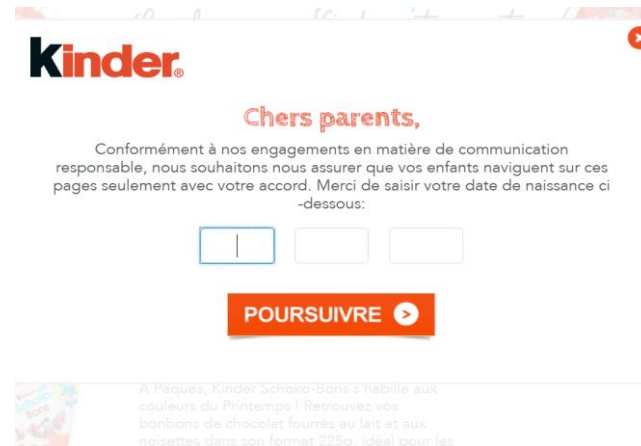 Kinder®
Chers parents,
Conformément à nos engagements en matière de communication
responsable, nous souhaitons nous assurer que vos enfants naviguent sur ces
pages seulement avec votre accord. Merci de saisir votre date de naissance ci
-dessous:
POURSUIVRE
A Pâques, Kinder Schoko-Bons s'habille aux
couleurs du Printemps ! Retrouvez vos
bonbons de chocolat fourrés au lait et aux
noisettes dans son format 225g, idéal pour les